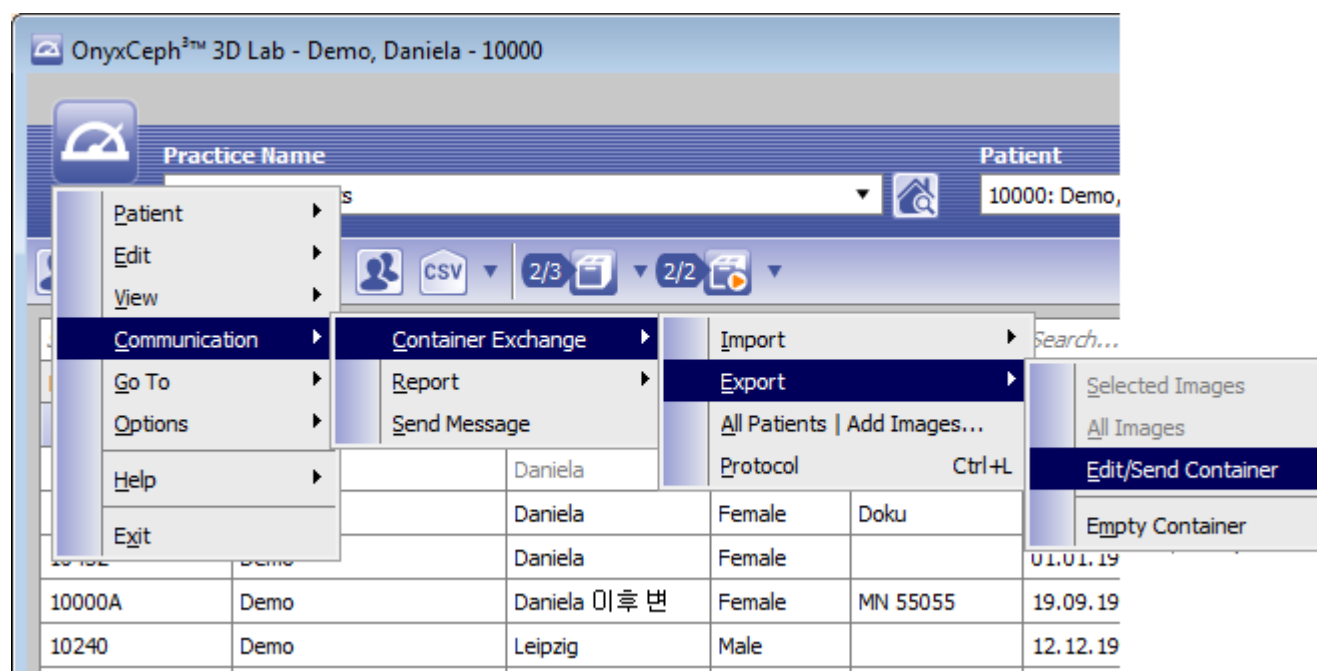 OnyxCeph³™ 3D Lab - Demo, Daniela - 10000
Practice Name Patient
10000: Demo,
Patient
Edit
View
CSV 2/3 2/2
Communication Container Exchange Import Search...
Go To Report Export Selected Images
Options Send Message All Patients | Add Images... All Images
Help Daniela Protocol Ctrl+L Edit/Send Container
Exit Daniela Female Doku Empty Container
Demo Daniela Female 01.01.19
10000A Demo Daniela 이후 변 Female MN 55055 19.09.19
10240 Demo Leipzig Male 12.12.19